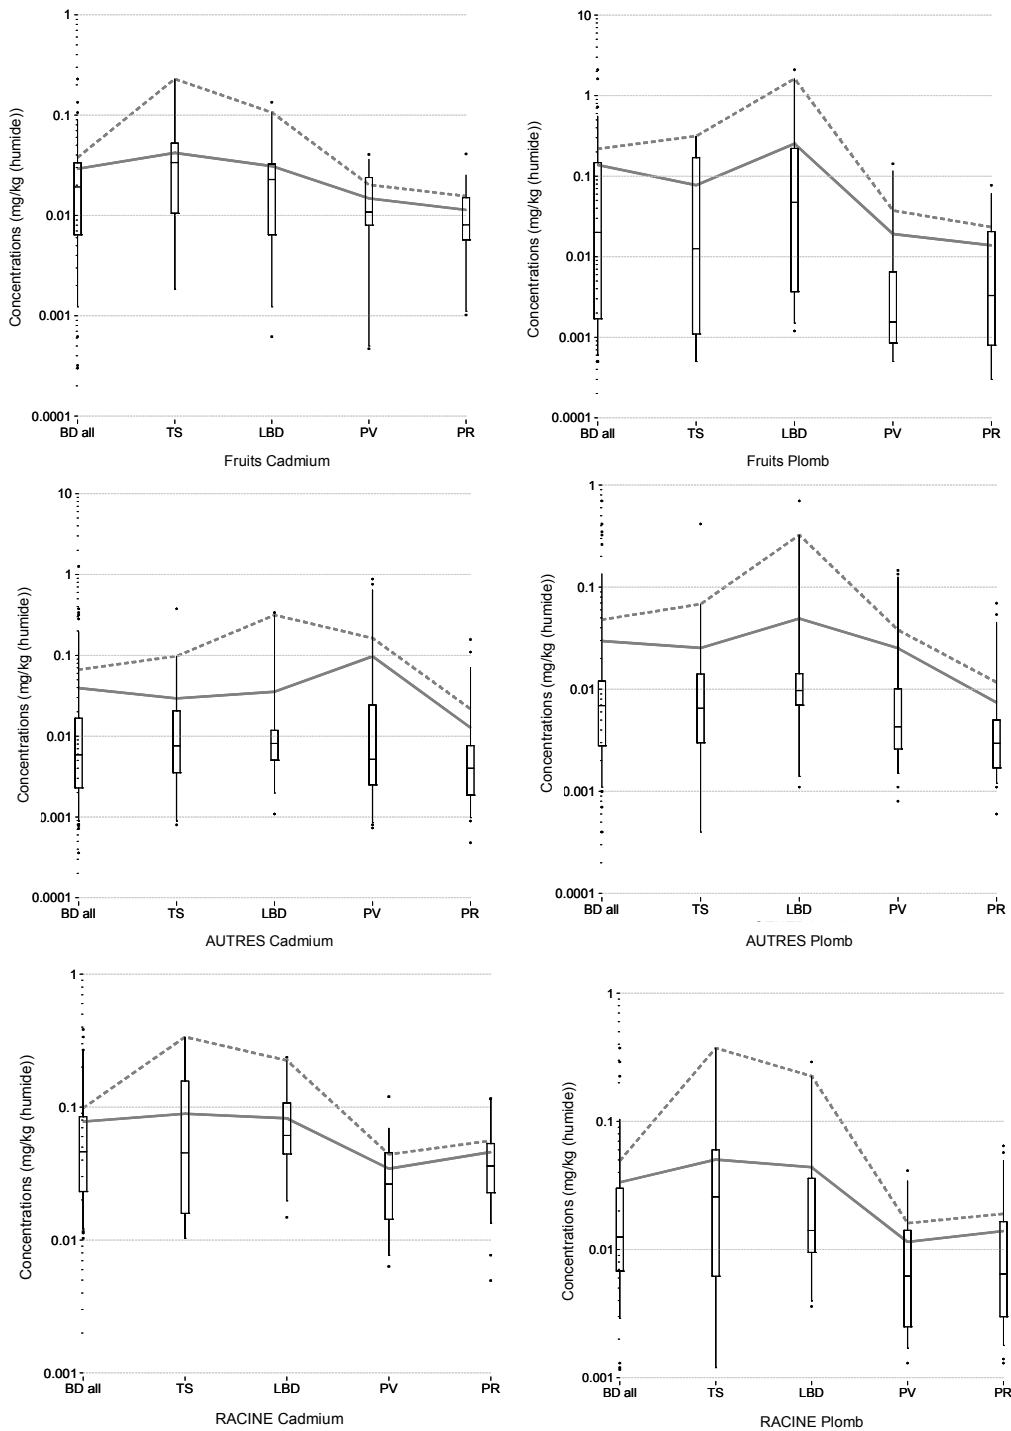 Concentrations (mg/kg (humide))
1
0.1
0.01
0.001
0.0001
BD all TS LBD PV PR
Fruits Cadmium
Concentrations (mg/kg (humide))
10
1
0.1
0.01
0.001
0.0001
BD all TS LBD PV PR
Fruits Plomb
Concentrations (mg/kg (humide))
10
1
0.1
0.01
0.001
0.0001
BD all TS LBD PV PR
AUTRES Cadmium
Concentrations (mg/kg (humide))
1
0.1
0.01
0.001
0.0001
BD all TS LBD PV PR
AUTRES Plomb
Concentrations (mg/kg (humide))
1
0.1
0.01
0.001
BD all TS LBD PV PR
RACINE Cadmium
Concentrations (mg/kg (humide))
1
0.1
0.01
0.001
BD all TS LBD PV PR
RACINE Plomb